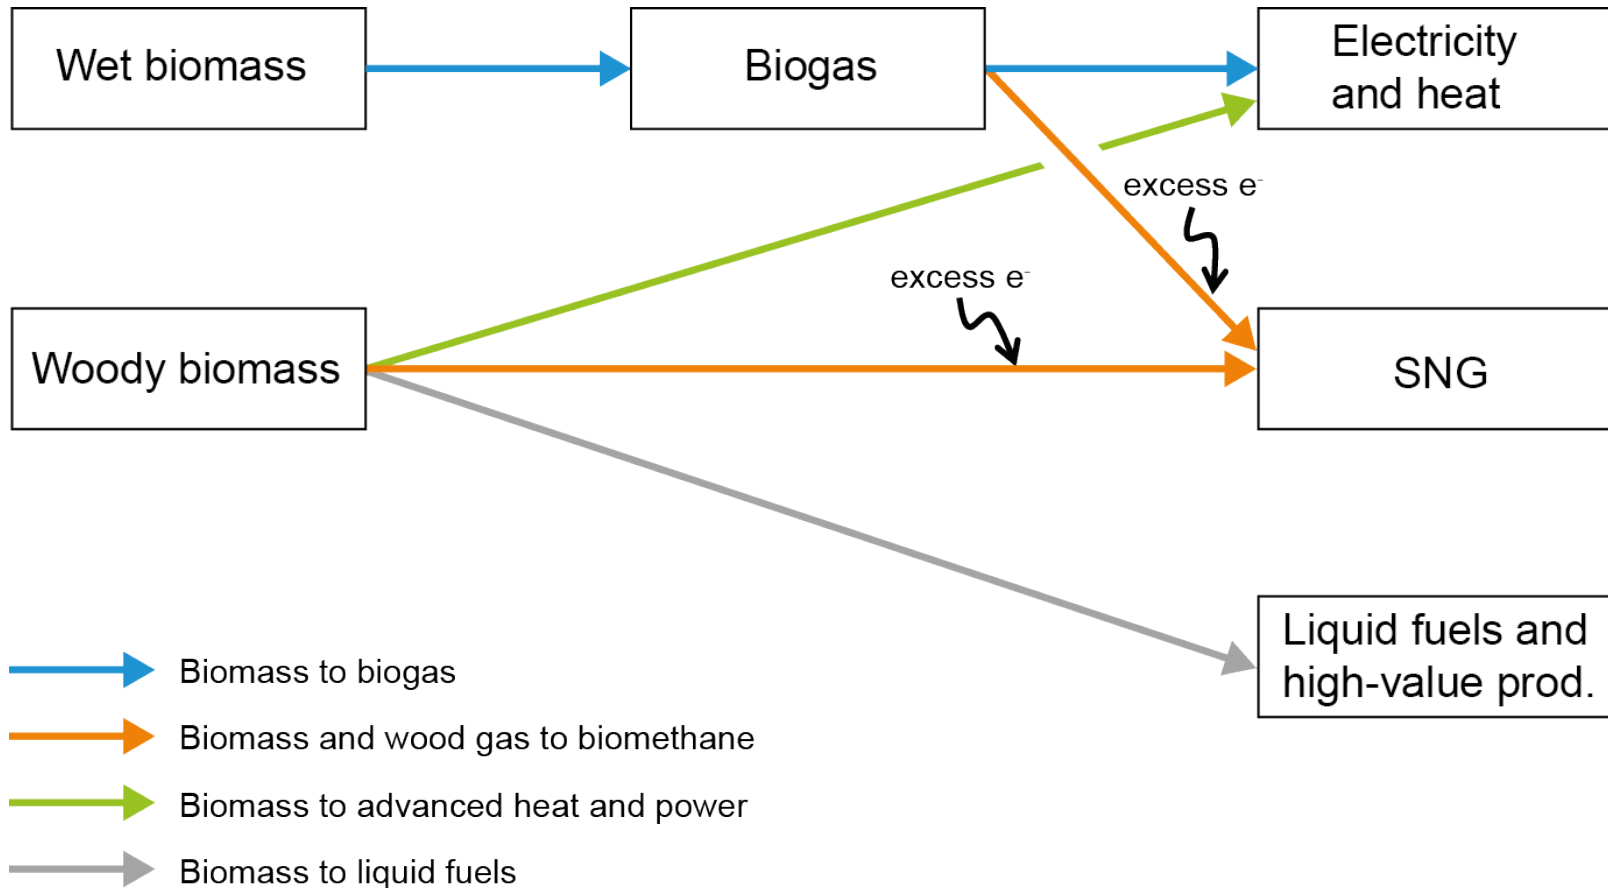 Wet biomass
Biogas
Electricity
and heat
excess e⁻
excess e⁻
Woody biomass
SNG
Liquid fuels and
high-value prod.
Biomass to biogas
Biomass and wood gas to biomethane
Biomass to advanced heat and power
Biomass to liquid fuels